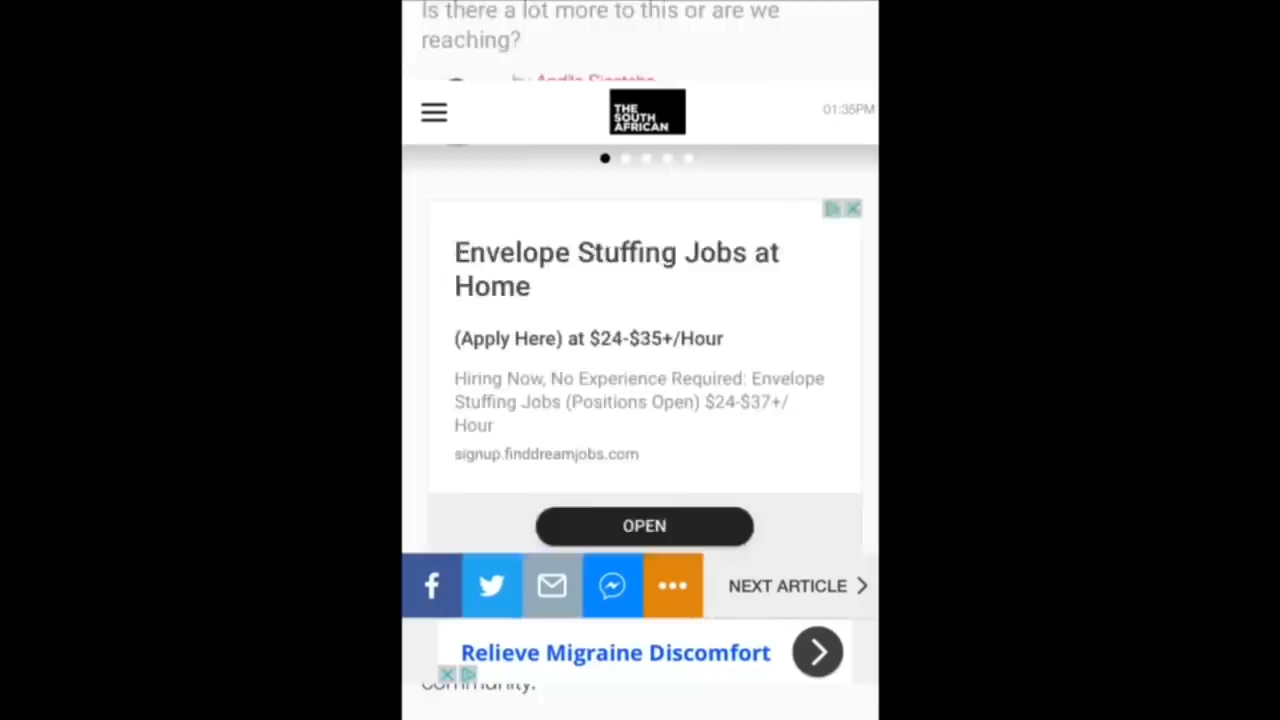 Is there a lot more to this or are we
reaching?
by
THE
SOUTH
AFRICAN
01:35PM
Envelope Stuffing Jobs at
Home
(Apply Here) at $24-$35+/Hour
Hiring Now, No Experience Required: Envelope
Stuffing Jobs (Positions Open) $24-$37+/
Hour
signup.finddreamjobs.com
OPEN
f
NEXT ARTICLE
Relieve Migraine Discomfort
community.